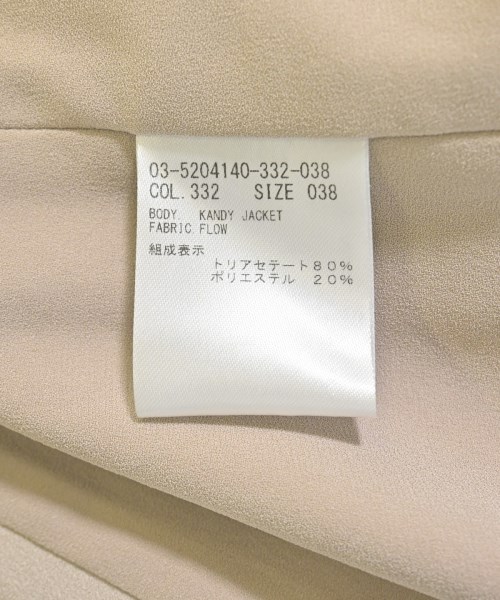 03-5204140-332-038
COL.332 SIZE 038
BODY. KANDY JACKET
FABRIC.FLOW
組成表示
トリアセテート80%
ポリエステル 20%